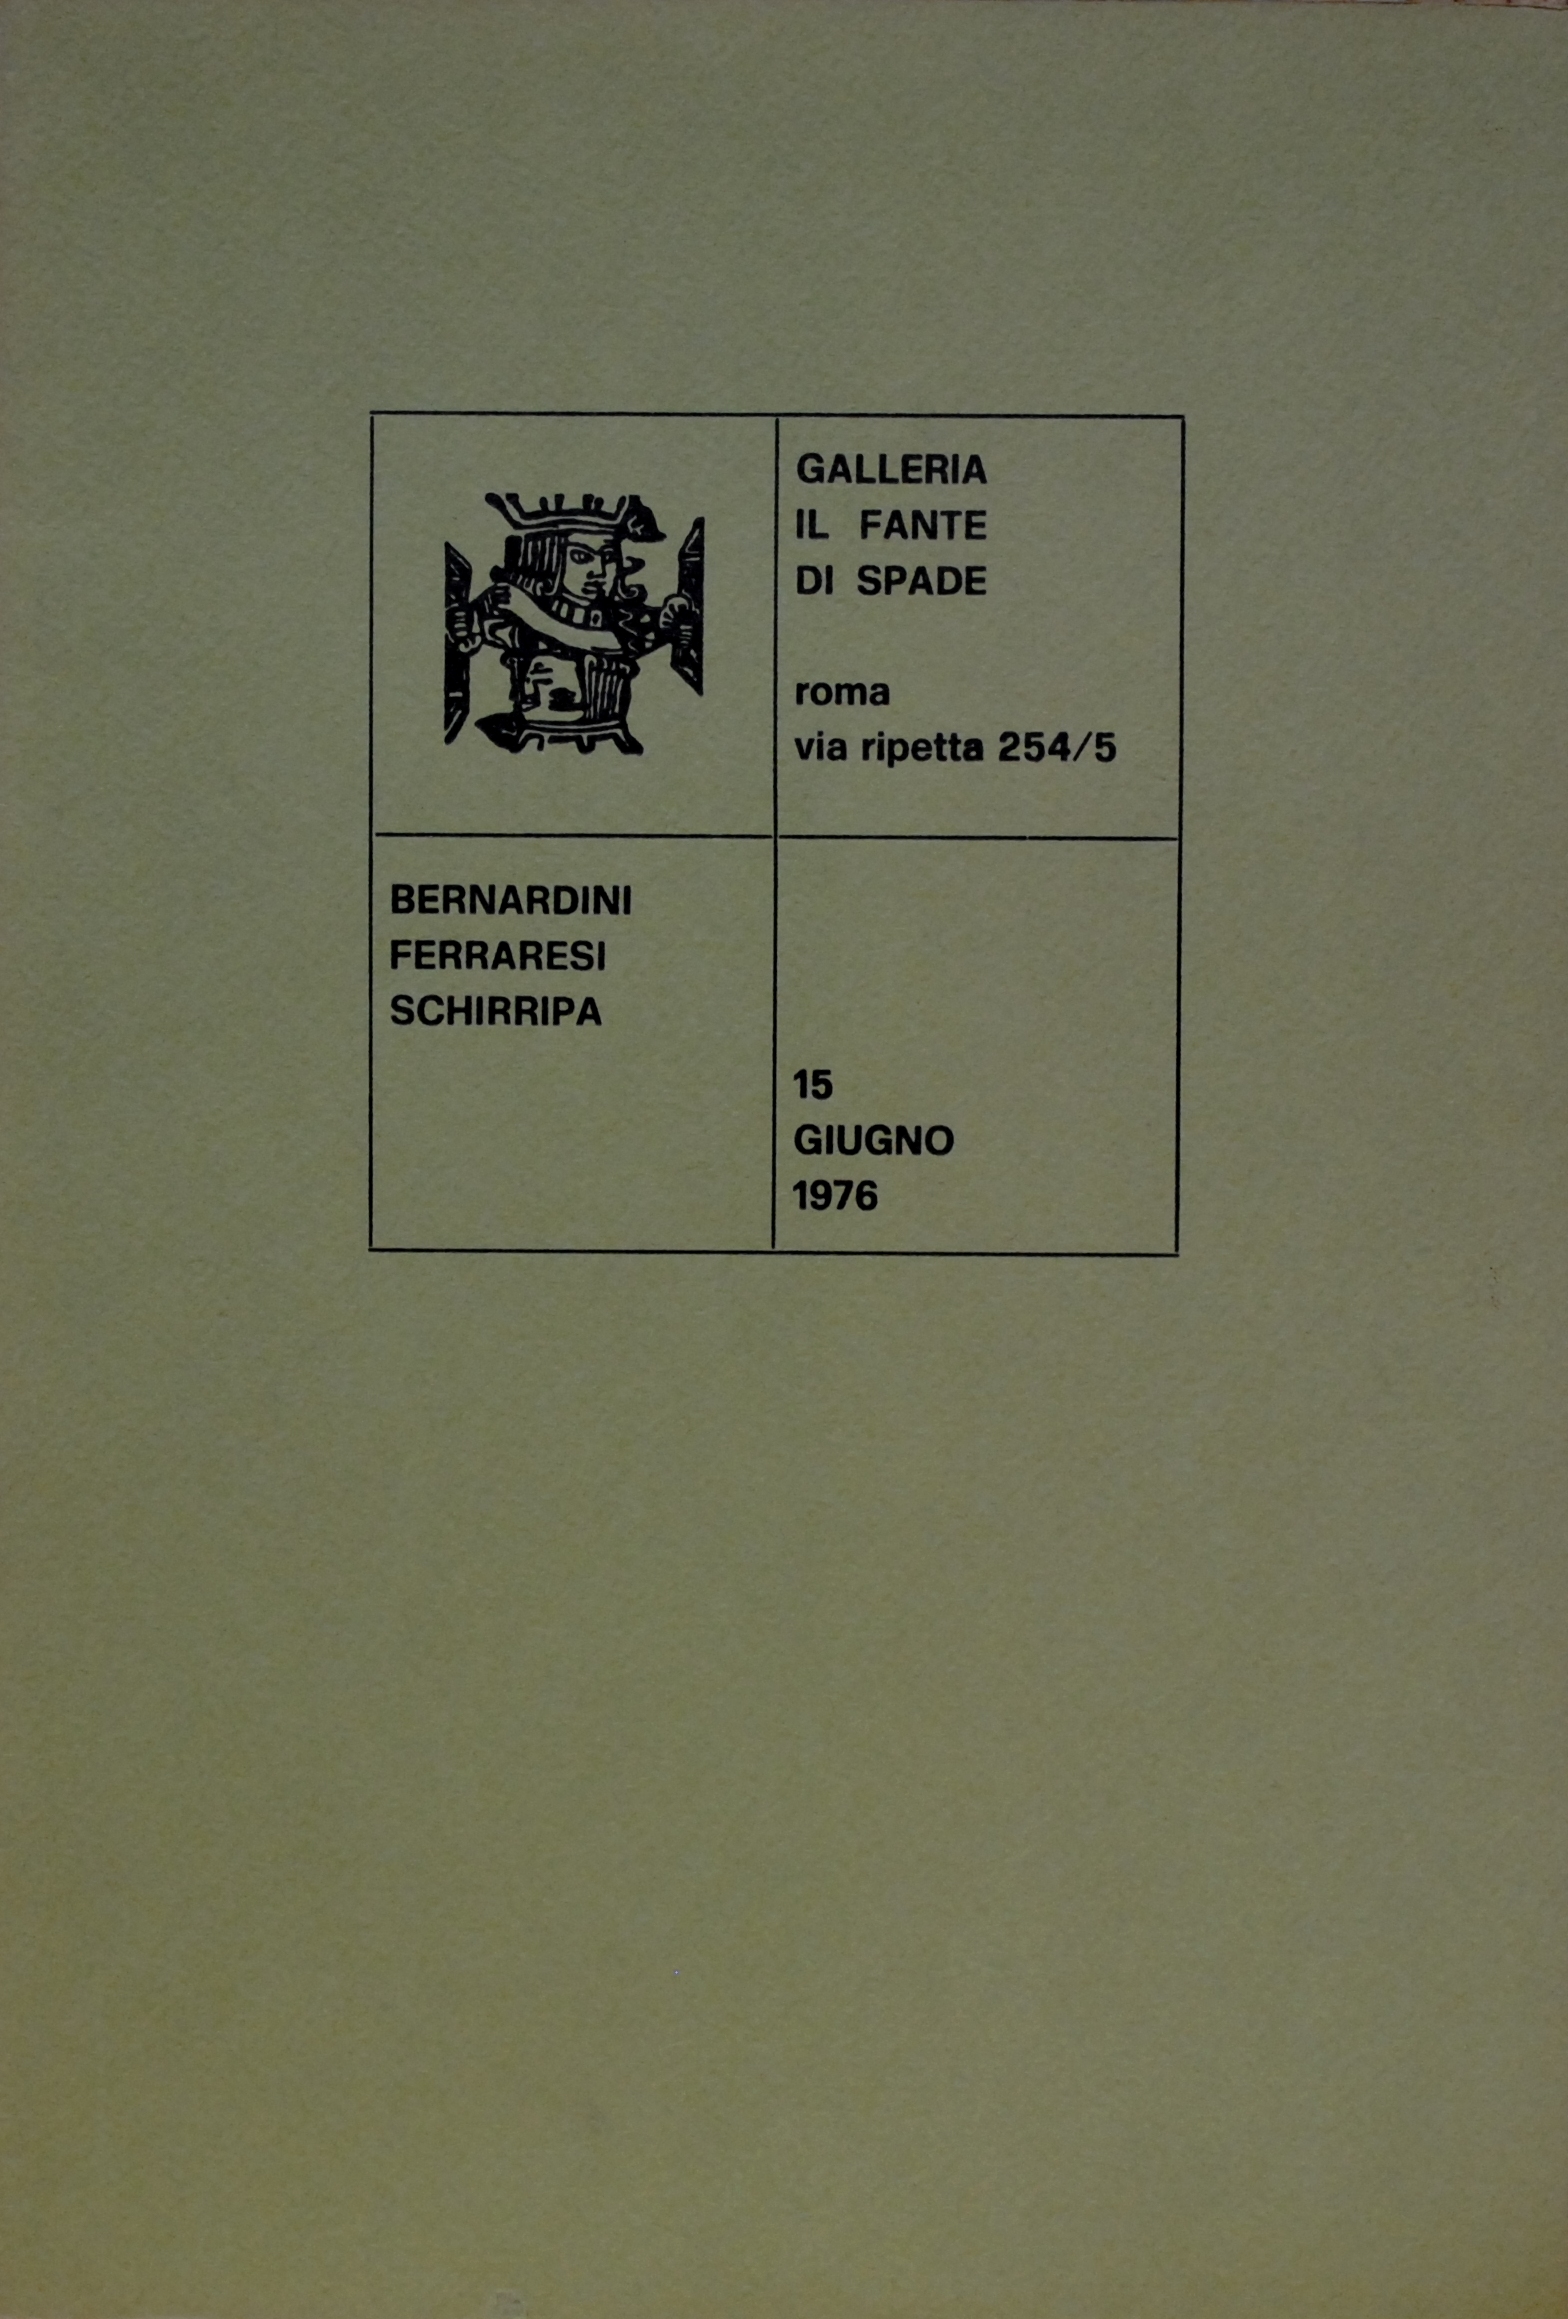 GALLERIA
IL FANTE
DI SPADE
roma
via ripetta 254/5
BERNARDINI
FERRARESI
SCHIRRIPA
15
GIUGNO
1976